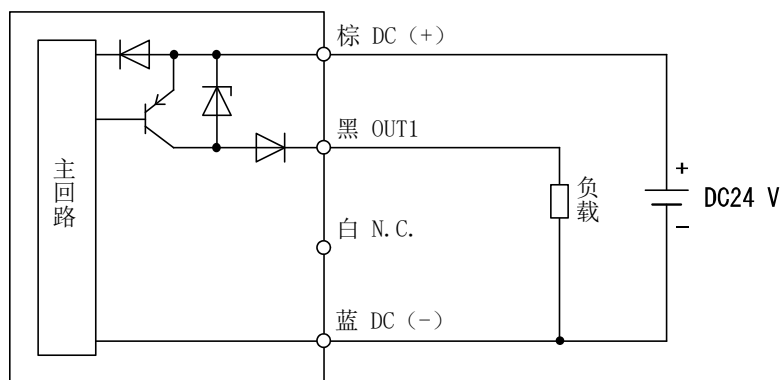 棕 DC (+)
黑 OUT1
主回路
负载
+
DC24 V
−
白 N.C.
蓝 DC (-)